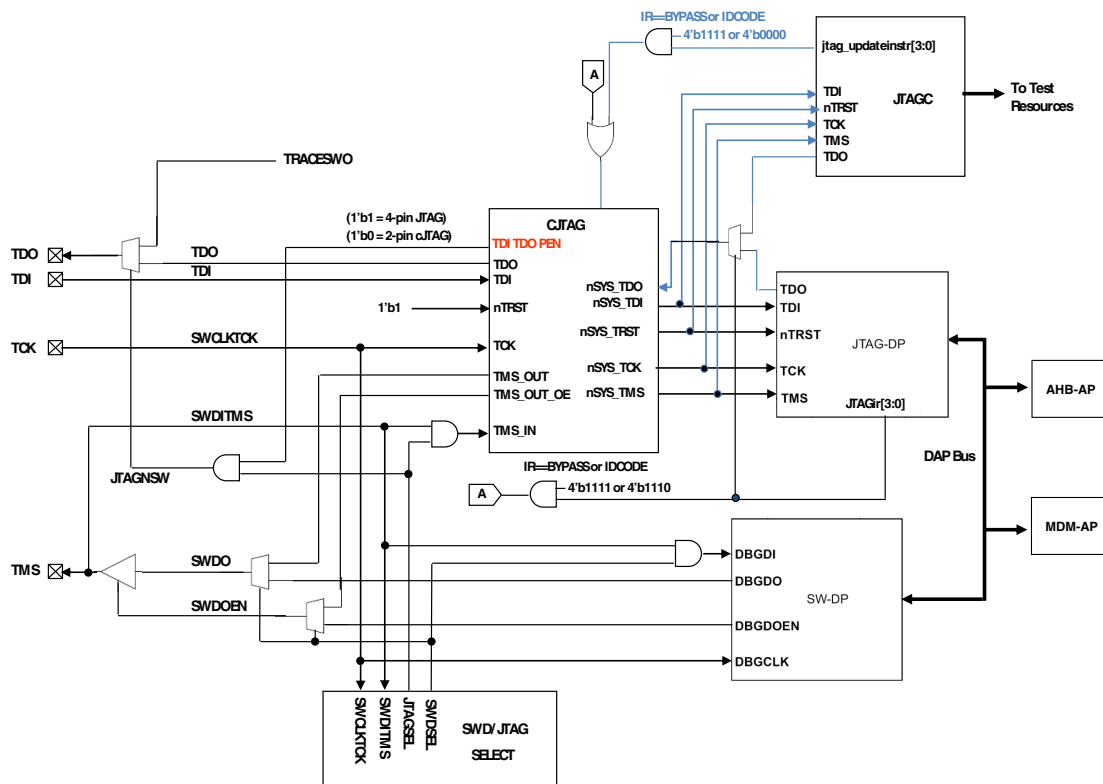 IR==BYPASS or IDCODE
4'b1111 or 4'b0000
jtag_updateinstr[3:0]
A
TDI
nTRST
TCK
TMS
TDO
JTAGC
To Test
Resources
TRACESWO
(1'b1 = 4-pin JTAG)
(1'b0 = 2-pin cJTAG)
CJTAG
TDI TDO PEN
TDO
TDI
nTRST
TCK
TMS_OUT
TMS_OUT_OE
TMS_IN
nSYS_TDO
nSYS_TDI
nSYS_TRST
nSYS_TCK
nSYS_TMS
TDO
TDO
TDI
TDI
1'b1
TCK
SWCLKTCK
SWDITMS
JTAGNSW
TDO
TDI
nTRST
TCK
TMS
JTAG-DP
JTAGir[3:0]
AHB-AP
DAP Bus
MDM-AP
IR==BYPASS or IDCODE
4'b1111 or 4'b1110
A
TMS
SWDO
SWDOEN
DBGDI
DBGDO
DBGDOEN
DBGCLK
SW-DP
SWCLKTCK
SWDITMS
JTAGSEL
SWDSEL
SWD/JTAG
SELECT